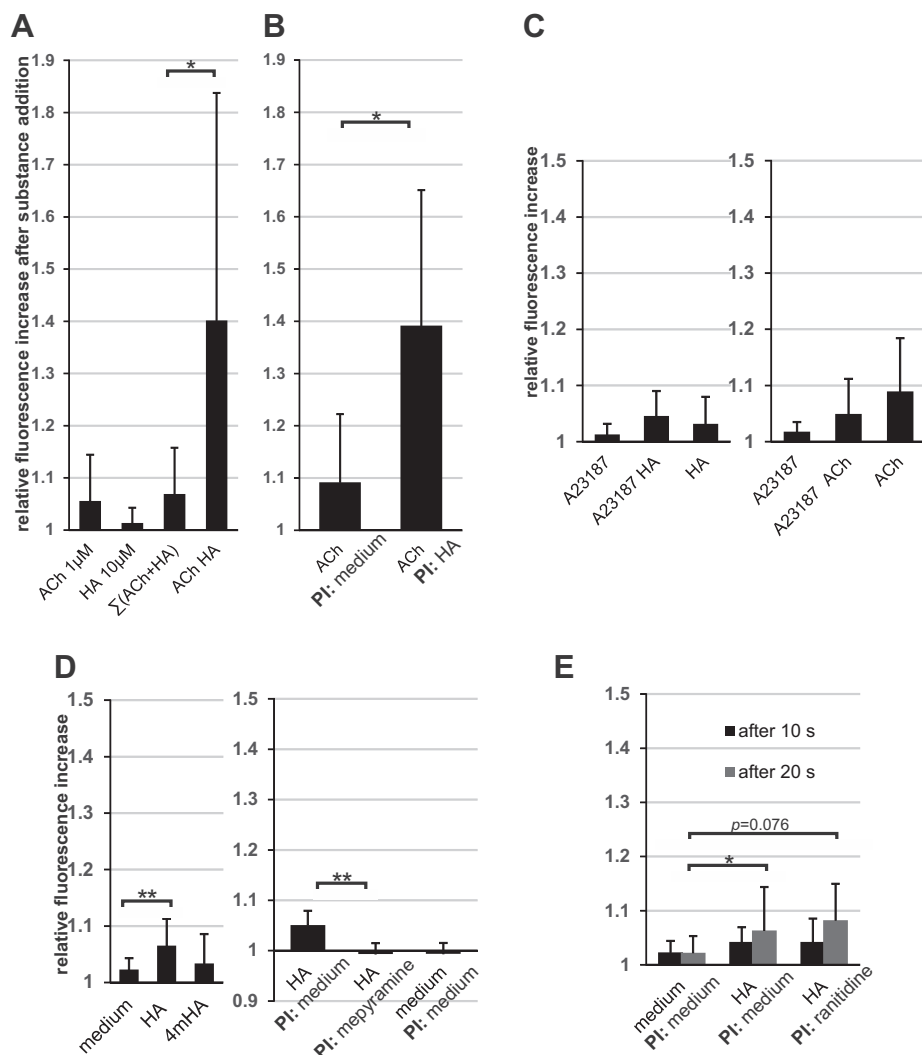 A
B
C
relative fluorescence increase after substance addition
1.9
1.8
1.7
1.6
1.5
1.4
1.3
1.2
1.1
1
*
ACh 1µM
HA 10µM
∑(ACh+HA)
ACh HA
1.9
1.8
1.7
1.6
1.5
1.4
1.3
1.2
1.1
1
*
ACh
PI: medium
ACh
PI: HA
relative fluorescence increase
1.5
1.4
1.3
1.2
1.1
1
A23187
A23187 HA
HA
1.5
1.4
1.3
1.2
1.1
1
A23187
A23187 ACh
ACh
D
E
relative fluorescence increase
1.5
1.4
1.3
1.2
1.1
1
**
medium
HA
4mHA
1.5
1.4
1.3
1.2
1.1
1
0.9
**
HA
PI: medium
HA
PI: mepyramine
medium
PI: medium
1.5
1.4
1.3
1.2
1.1
1
after 10 s
after 20 s
p=0.076
*
medium
PI: medium
HA
PI: medium
HA
PI: ranitidine